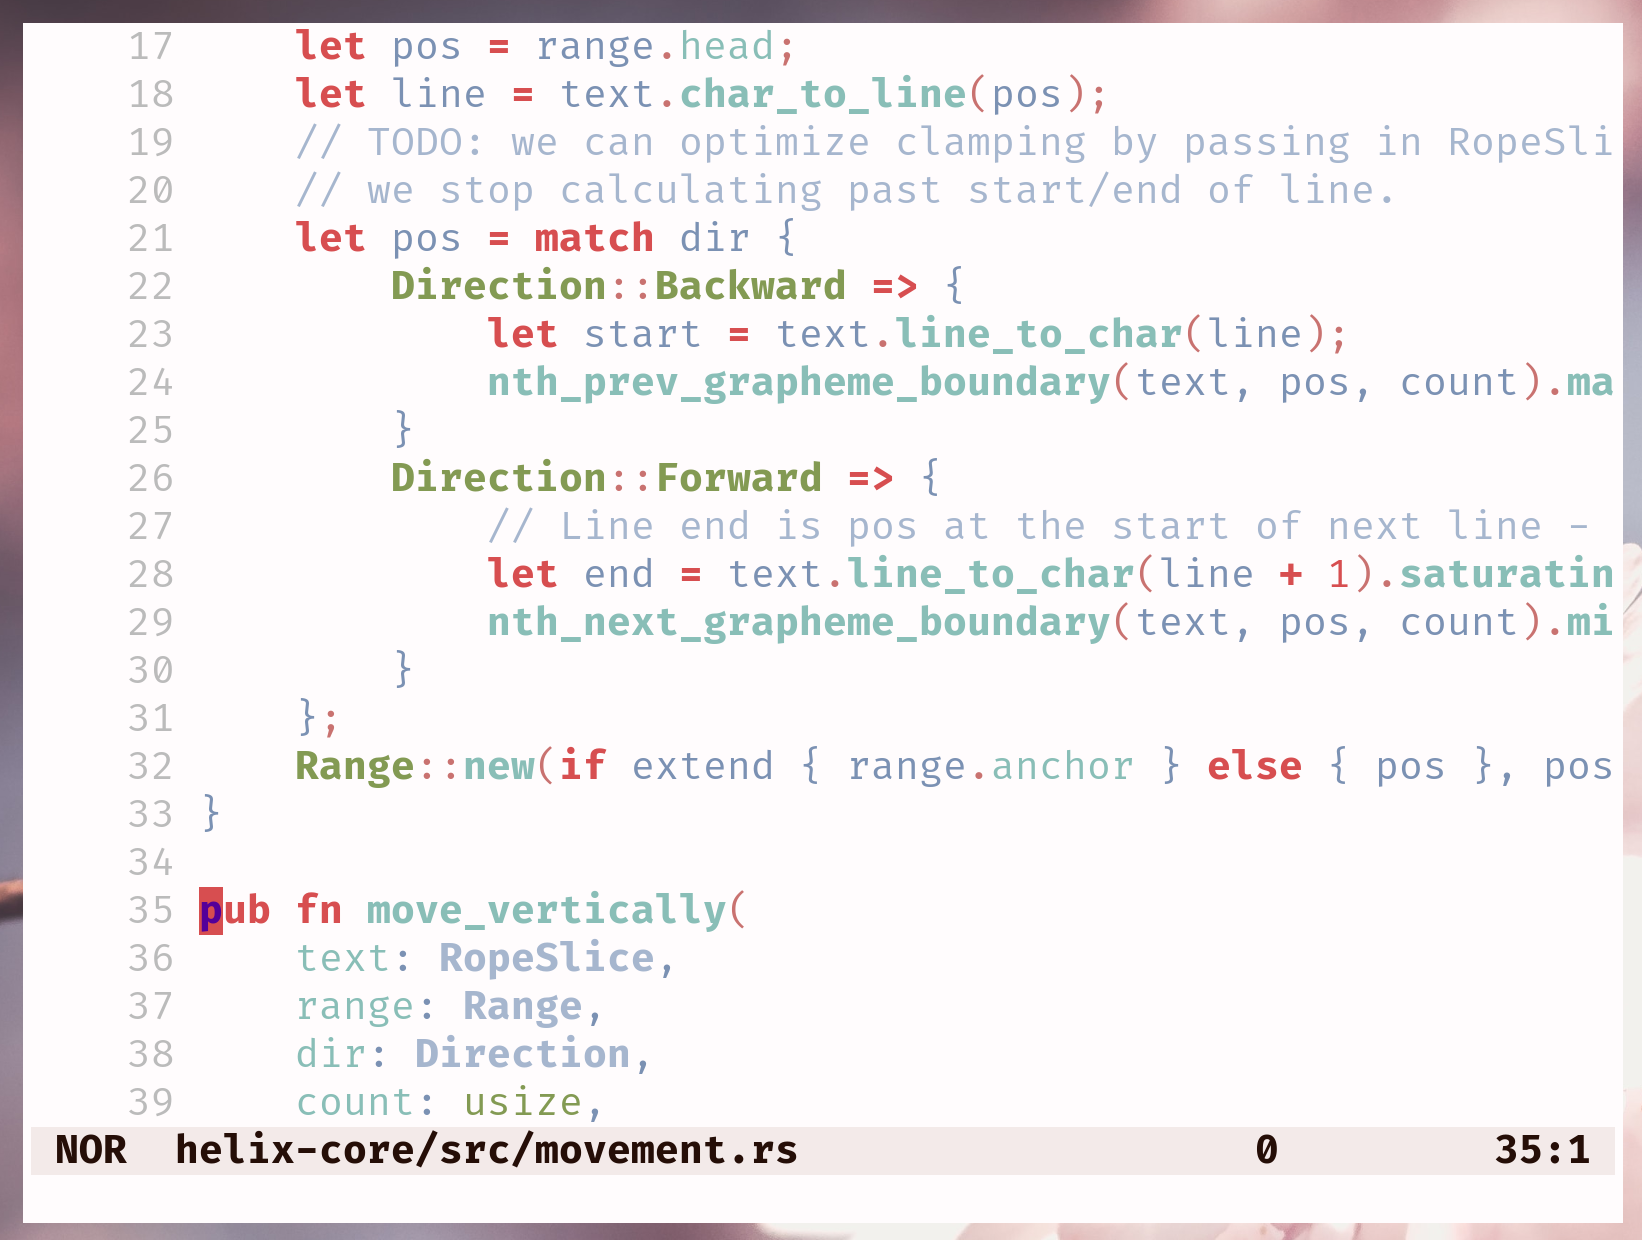 17     let pos = range.head;
18     let line = text.char_to_line(pos);
19     // TODO: we can optimize clamping by passing in RopeSli
20     // we stop calculating past start/end of line.
21     let pos = match dir {
22         Direction::Backward => {
23             let start = text.line_to_char(line);
24             nth_prev_grapheme_boundary(text, pos, count).ma
25         }
26         Direction::Forward => {
27             // Line end is pos at the start of next line -
28             let end = text.line_to_char(line + 1).saturatin
29             nth_next_grapheme_boundary(text, pos, count).mi
30         }
31     };
32     Range::new(if extend { range.anchor } else { pos }, pos
33 }
34
35 pub fn move_vertically(
36     text: RopeSlice,
37     range: Range,
38     dir: Direction,
39     count: usize,
NOR  helix-core/src/movement.rs  0  35:1